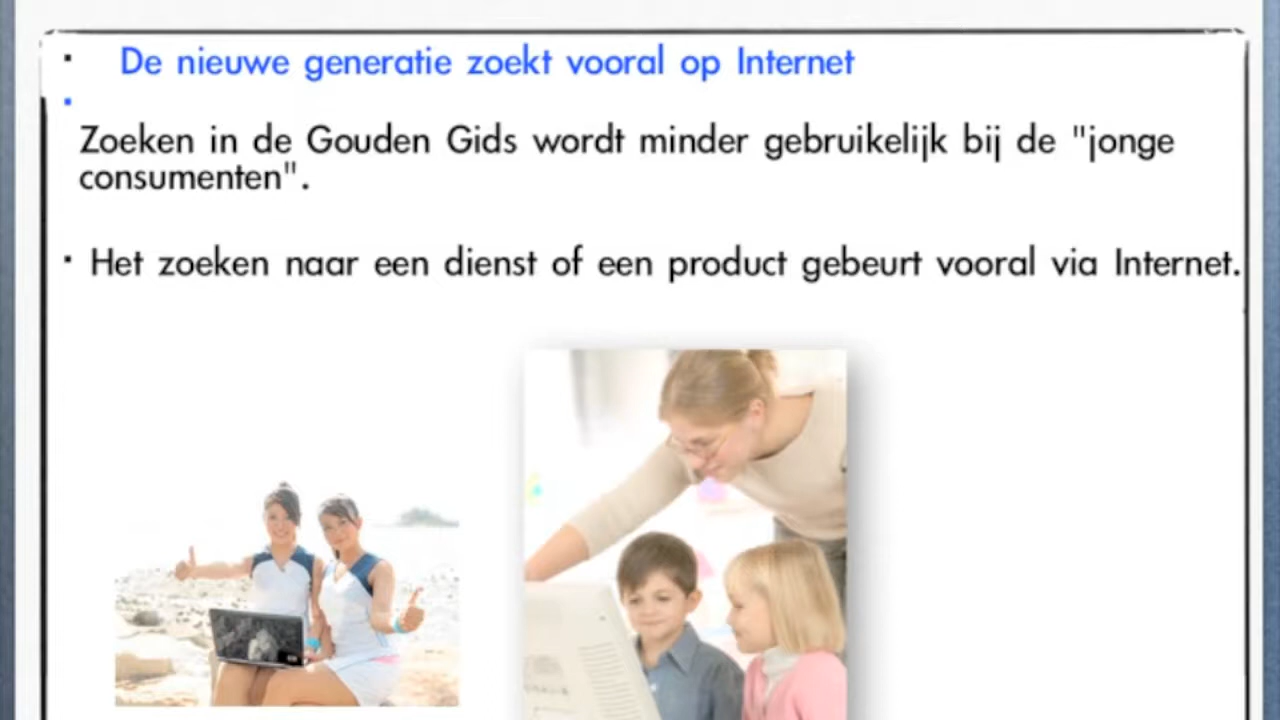 De nieuwe generatie zoekt vooral op Internet
Zoeken in de Gouden Gids wordt minder gebruikelijk bij de "jonge
consumenten".
Het zoeken naar een dienst of een product gebeurt vooral via Internet.